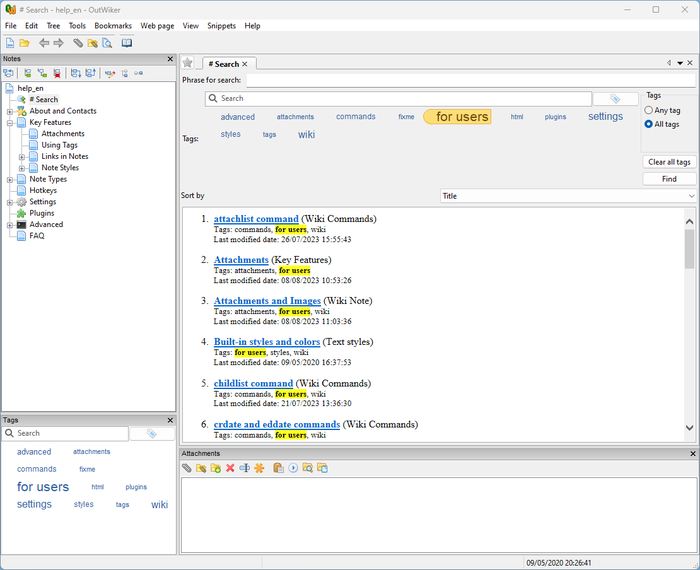 # Search - help_en - OutWiker
File Edit Tree Tools Bookmarks Web page View Snippets Help
Notes
help_en
# Search
About and Contacts
Key Features
Attachments
Using Tags
Links in Notes
Note Styles
Note Types
Hotkeys
Settings
Plugins
Advanced
FAQ
Tags
Search
advanced attachments
commands fixme
for users html plugins
settings styles tags wiki
# Search
Phrase for search:
Search
Tags:
advanced attachments commands fixme for users html plugins settings
styles tags wiki
Tags
Any tag
All tags
Clear all tags
Find
Sort by
Title
1. attachlist command (Wiki Commands)
Tags: commands, for users, wiki
Last modified date: 26/07/2023 15:55:43
2. Attachments (Key Features)
Tags: attachments, for users
Last modified date: 08/08/2023 10:53:26
3. Attachments and Images (Wiki Note)
Tags: attachments, for users, wiki
Last modified date: 08/08/2023 11:03:36
4. Built-in styles and colors (Text styles)
Tags: for users, styles, wiki
Last modified date: 09/05/2020 16:37:53
5. childlist command (Wiki Commands)
Tags: commands, for users, wiki
Last modified date: 21/07/2023 13:36:30
6. crdate and eddate commands (Wiki Commands)
Tags: commands, for users, wiki
Attachments
09/05/2020 20:26:41